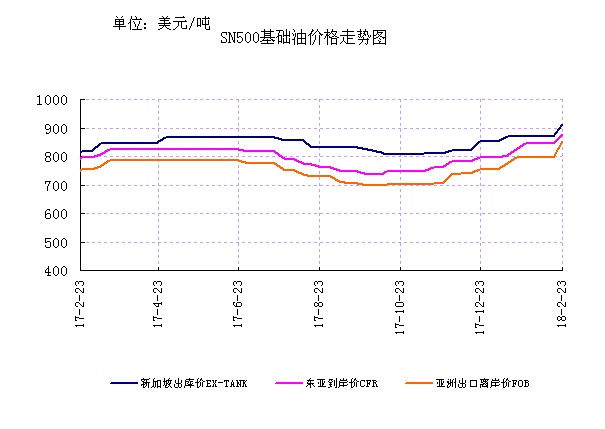 单位：美元/吨
SN500基础油价格走势图
1000
900
800
700
600
500
400
17-2-23
17-4-23
17-6-23
17-8-23
17-10-23
17-12-23
18-2-23
新加坡出库价EX-TANK
东亚到岸价CFR
亚洲出口离岸价FOB